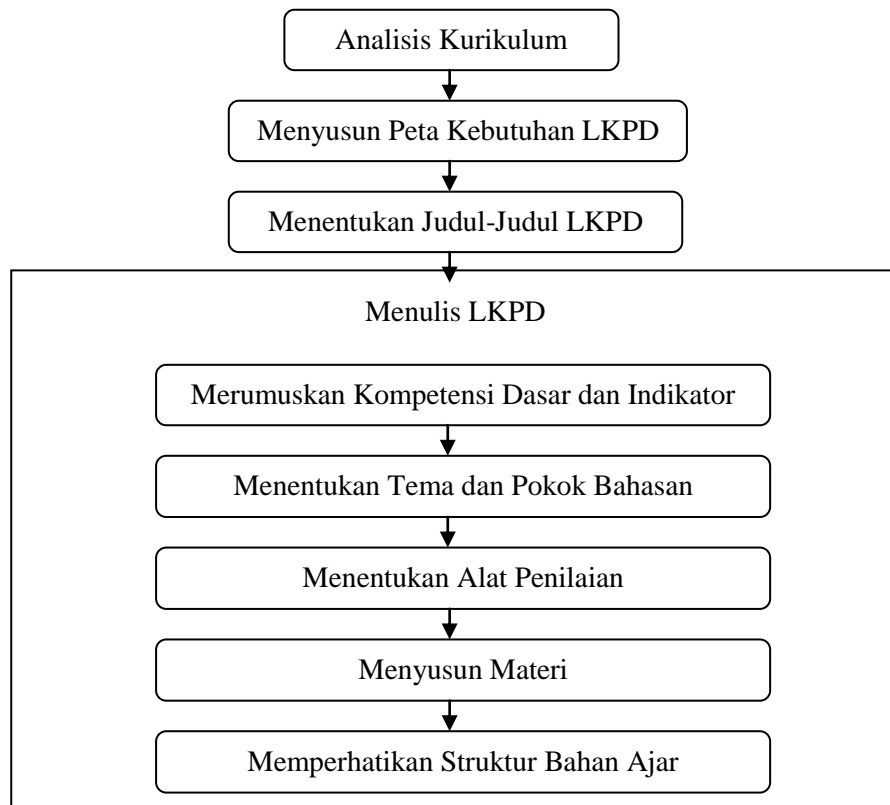 Analisis Kurikulum
Menyusun Peta Kebutuhan LKPD
Menentukan Judul-Judul LKPD
Menulis LKPD
Merumuskan Kompetensi Dasar dan Indikator
Menentukan Tema dan Pokok Bahasan
Menentukan Alat Penilaian
Menyusun Materi
Memperhatikan Struktur Bahan Ajar